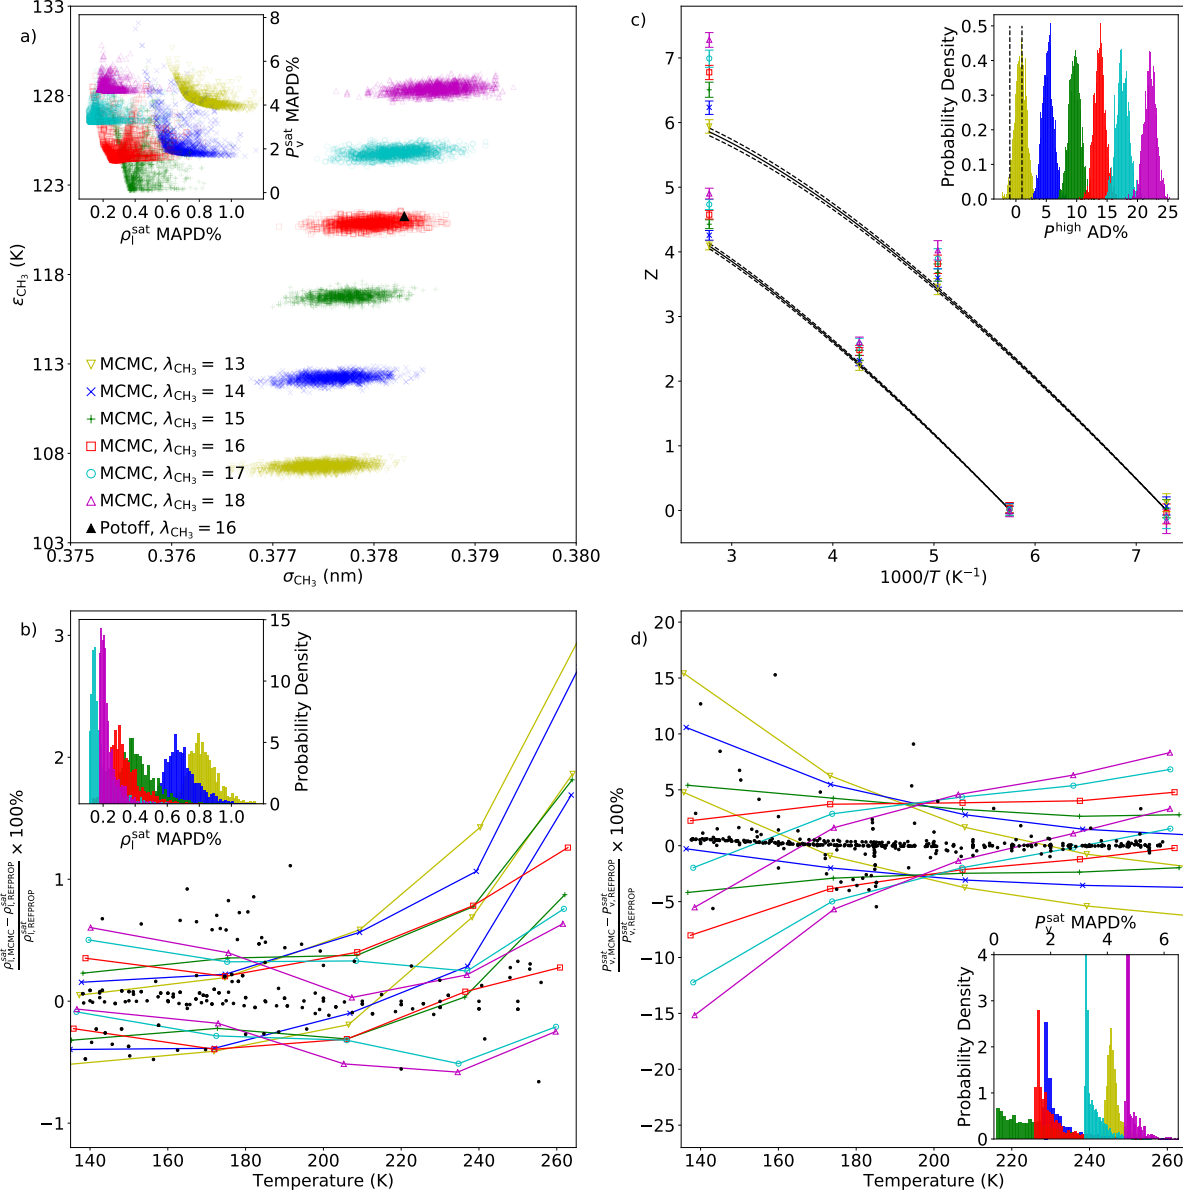 a)
133
128
123
118
113
108
103
ε_CH₃ (K)
0.375 0.376 0.377 0.378 0.379 0.380
σ_CH₃ (nm)
8
6
4
2
0
P_v^sat MAPD%
0.2 0.4 0.6 0.8 1.0
ρ_l^sat MAPD%
MCMC, λ_CH₃ = 13
MCMC, λ_CH₃ = 14
MCMC, λ_CH₃ = 15
MCMC, λ_CH₃ = 16
MCMC, λ_CH₃ = 17
MCMC, λ_CH₃ = 18
Potoff, λ_CH₃ = 16
c)
7
6
5
4
3
2
1
0
Z
3 4 5 6 7
1000/T (K⁻¹)
0.5
0.4
0.3
0.2
0.1
0.0
Probability Density
0 5 10 15 20 25
P^high AD%
b)
3
2
1
0
−1
(ρ_l,MCMC^sat − ρ_l,REFPROP^sat) / ρ_l,REFPROP^sat × 100%
140 160 180 200 220 240 260
Temperature (K)
15
10
5
0
Probability Density
0.2 0.4 0.6 0.8 1.0
ρ_l^sat MAPD%
d)
20
15
10
5
0
−5
−10
−15
−20
−25
(P_v,MCMC^sat − P_v,REFPROP^sat) / P_v,REFPROP^sat × 100%
140 160 180 200 220 240 260
Temperature (K)
P_v^sat MAPD%
0 2 4 6
4
3
2
1
0
Probability Density